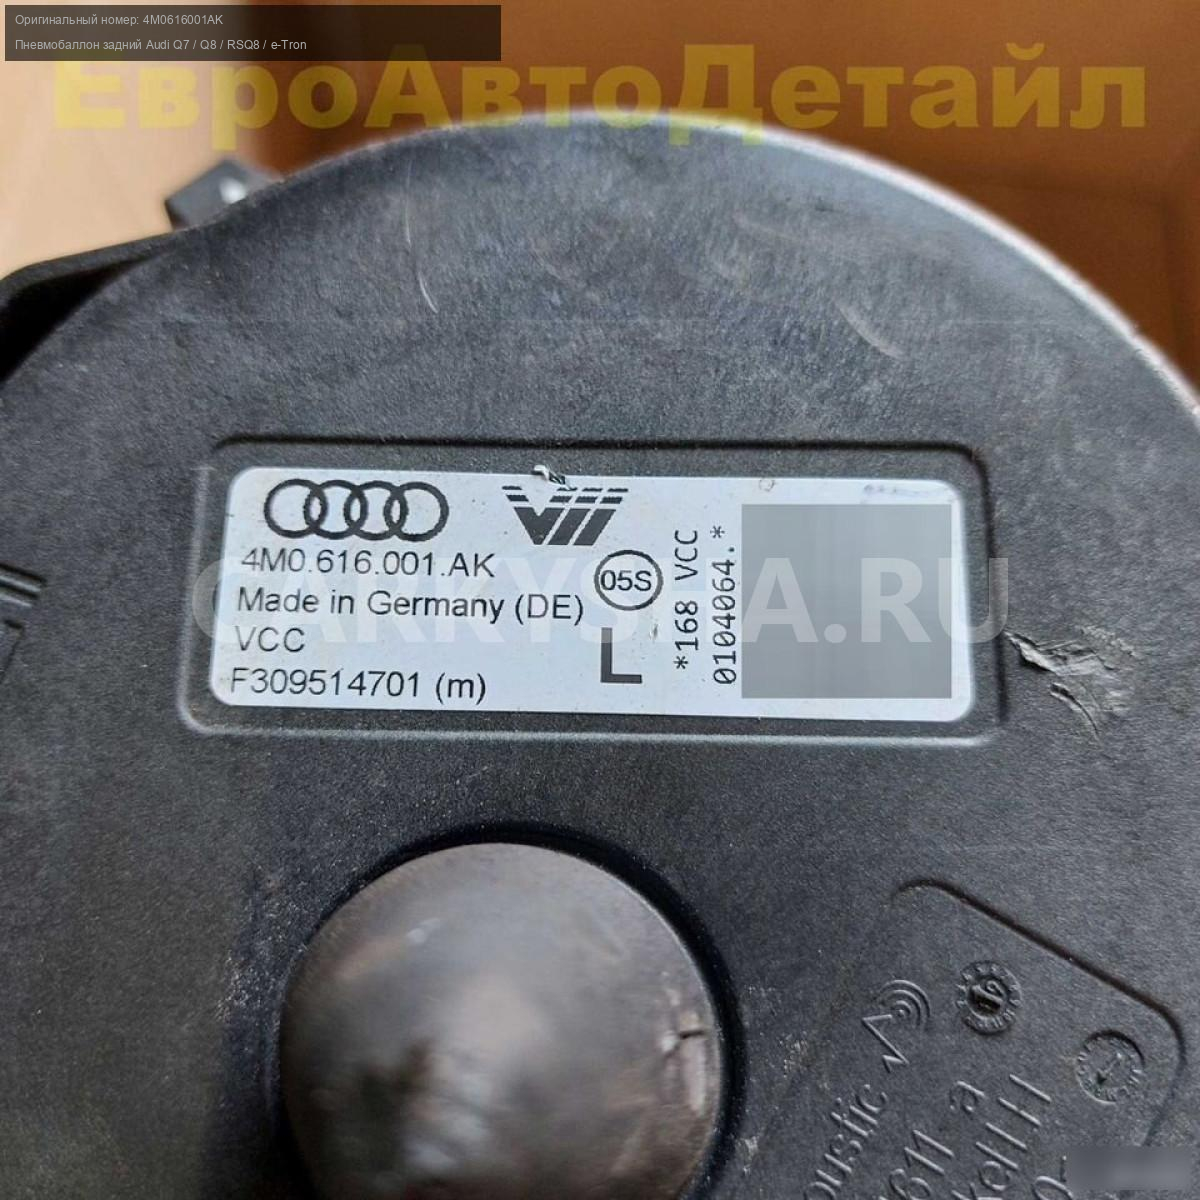 Оригинальный номер: 4M0616001AK
Пневмобаллон задний Audi Q7 / Q8 / RSQ8 / e-Tron
ЕвроАвтоДетайл
4M0.616.001.AK
Made in Germany (DE)
VCC
F309514701 (m)
05S
L
*168 VCC
0104064.*
CARKYSHA.RU